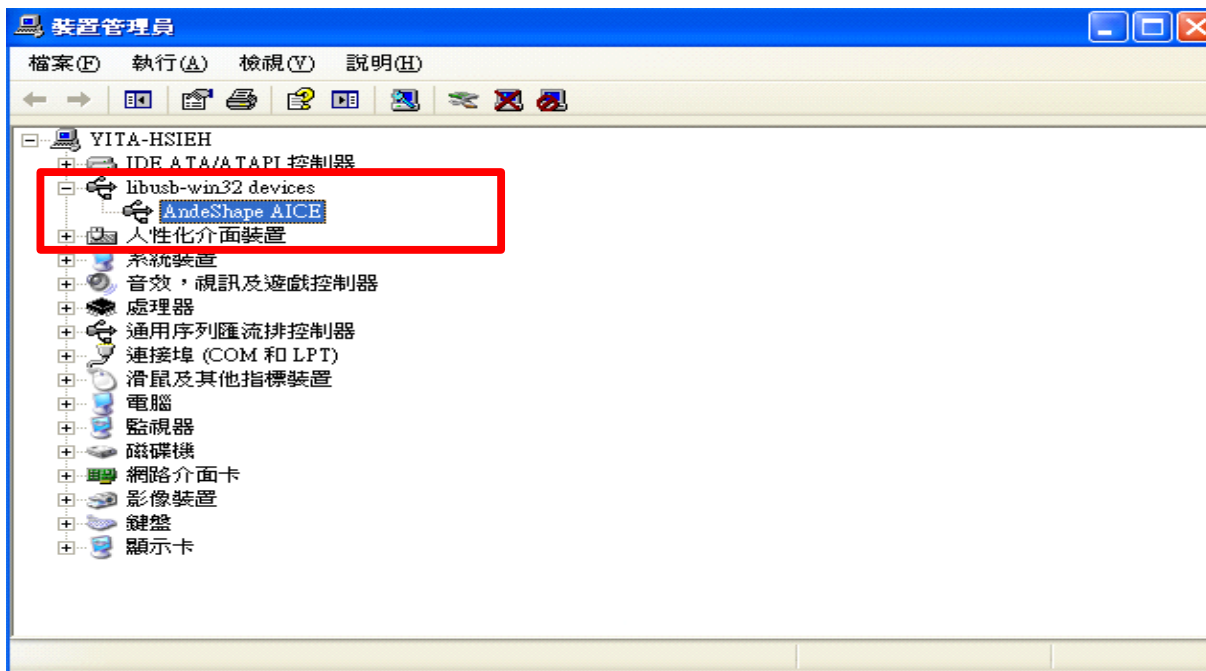 裝置管理員
檔案(F) 執行(A) 檢視(V) 說明(H)
YITA-HSIEH
IDE ATA/ATAPI 控制器
libusb-win32 devices
AndeShape AICE
人性化介面裝置
系統裝置
音效，視訊及遊戲控制器
處理器
通用序列匯流排控制器
連接埠 (COM 和 LPT)
滑鼠及其他指標裝置
電腦
監視器
磁碟機
網路介面卡
影像裝置
鍵盤
顯示卡